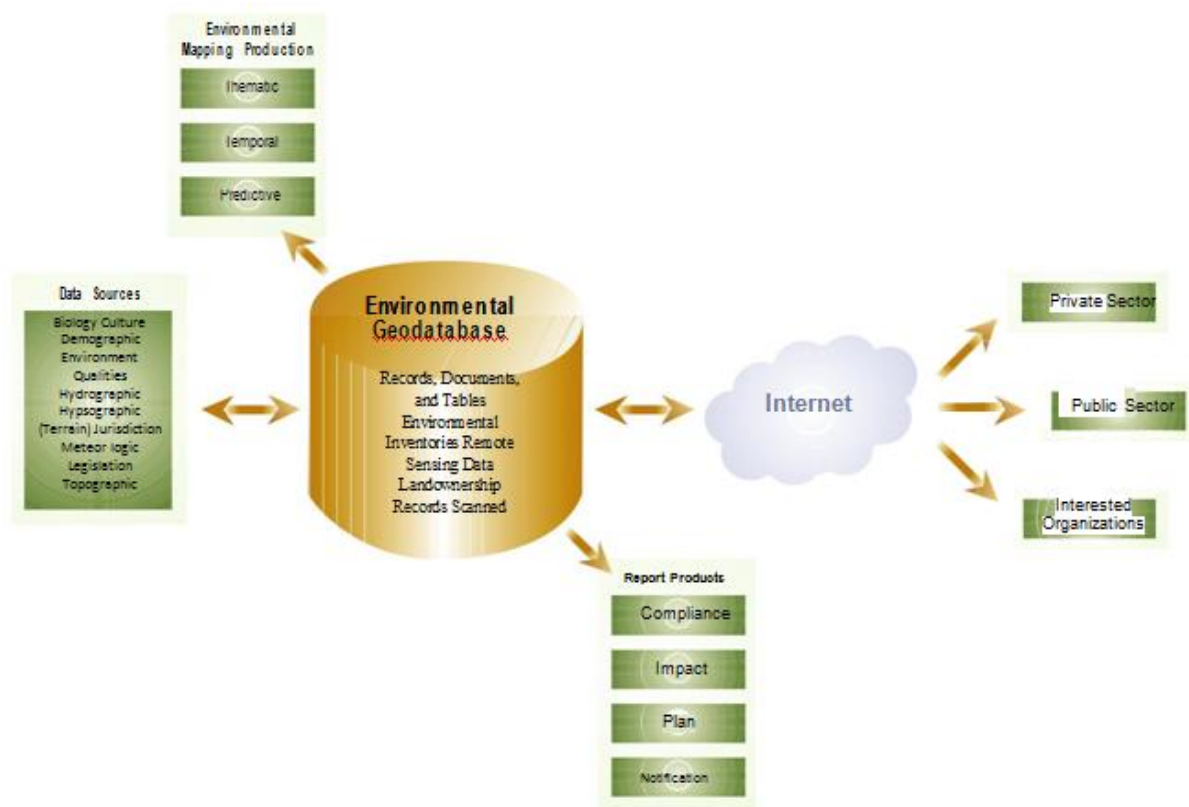 Environmental
Mapping Production
Thematic
Temporal
Predictive
Data Sources
Biology Culture
Demographic
Environment
Qualities
Hydrographic
Hypsographic
(Terrain) Jurisdiction
Meteor logic
Legislation
Topographic
Environmental
Geodatabase
Records, Documents,
and Tables
Environmental
Inventories Remote
Sensing Data
Landownership
Records Scanned
Internet
Private Sector
Public Sector
Interested
Organizations
Report Products
Compliance
Impact
Plan
Notification